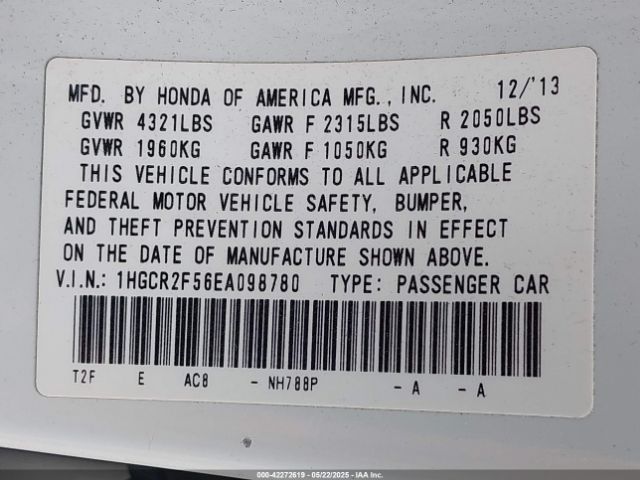 MFD. BY HONDA OF AMERICA MFG., INC. 12/'13
GVWR 4321LBS GAWR F 2315LBS R 2050LBS
GVWR 1960KG GAWR F 1050KG R 930KG
THIS VEHICLE CONFORMS TO ALL APPLICABLE
FEDERAL MOTOR VEHICLE SAFETY, BUMPER,
AND THEFT PREVENTION STANDARDS IN EFFECT
ON THE DATE OF MANUFACTURE SHOWN ABOVE.
V.I.N.: 1HGCR2F56EA098780 TYPE: PASSENGER CAR
T2F E AC8 - NH788P - A - A
000-42272619 - 05/22/2025 - IAA Inc.